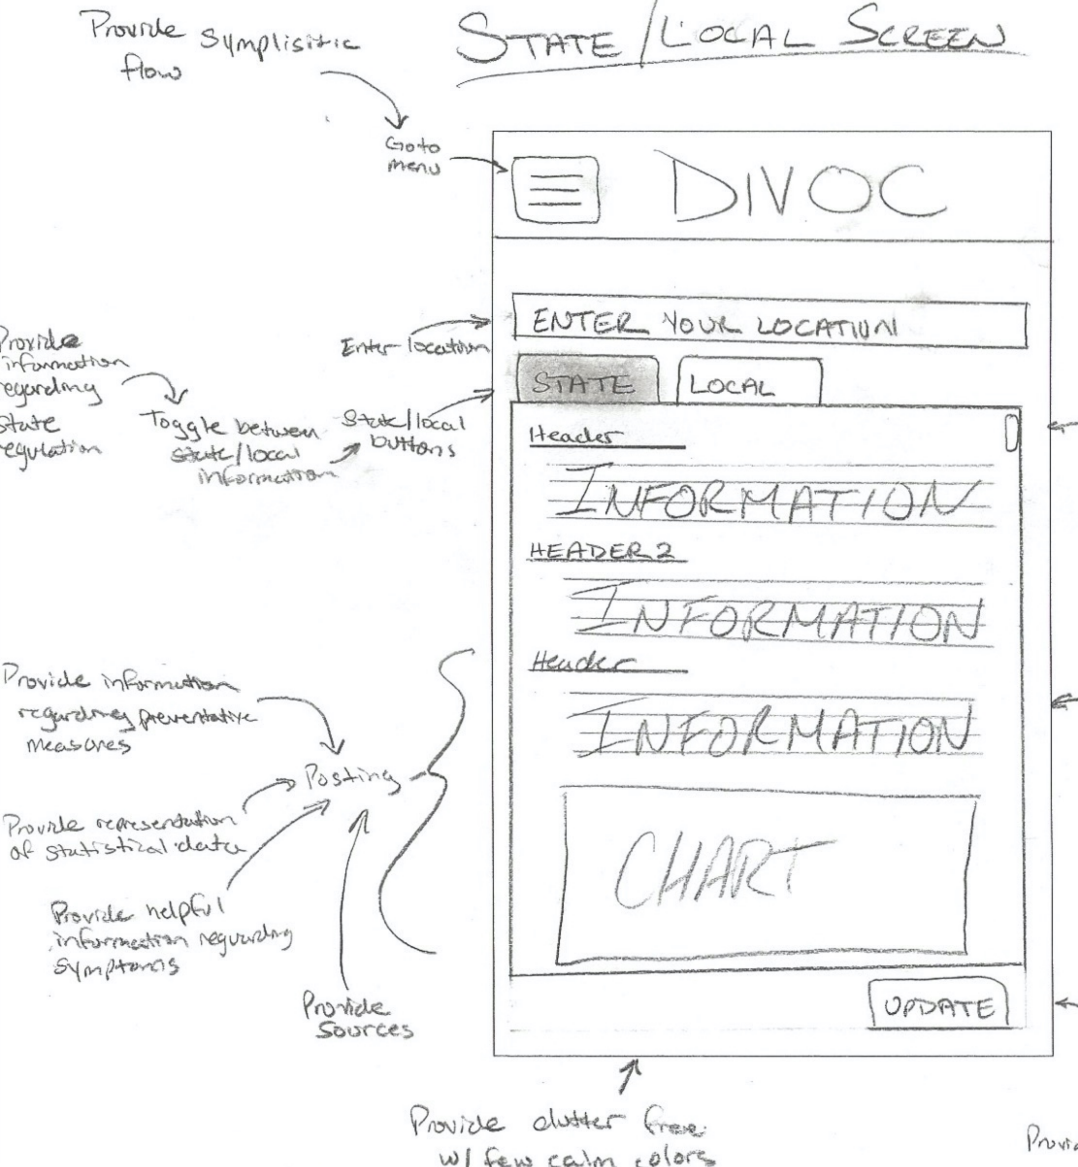 Provide symplisitic
flow
STATE/LOCAL SCREEN
Go to
menu
DIVOC
Enter location
ENTER YOUR LOCATION
Provide
information
regarding
state
regulation
Toggle between
state/local
information
State/local
buttons
STATE
LOCAL
Header
INFORMATION
HEADER 2
INFORMATION
Header
INFORMATION
CHART
UPDATE
Provide information
regarding preventative
measures
Posting
Provide representation
of statistical data
Provide helpful
information reguarding
symptoms
Provide
sources
Provide clutter free
w/ few calm colors